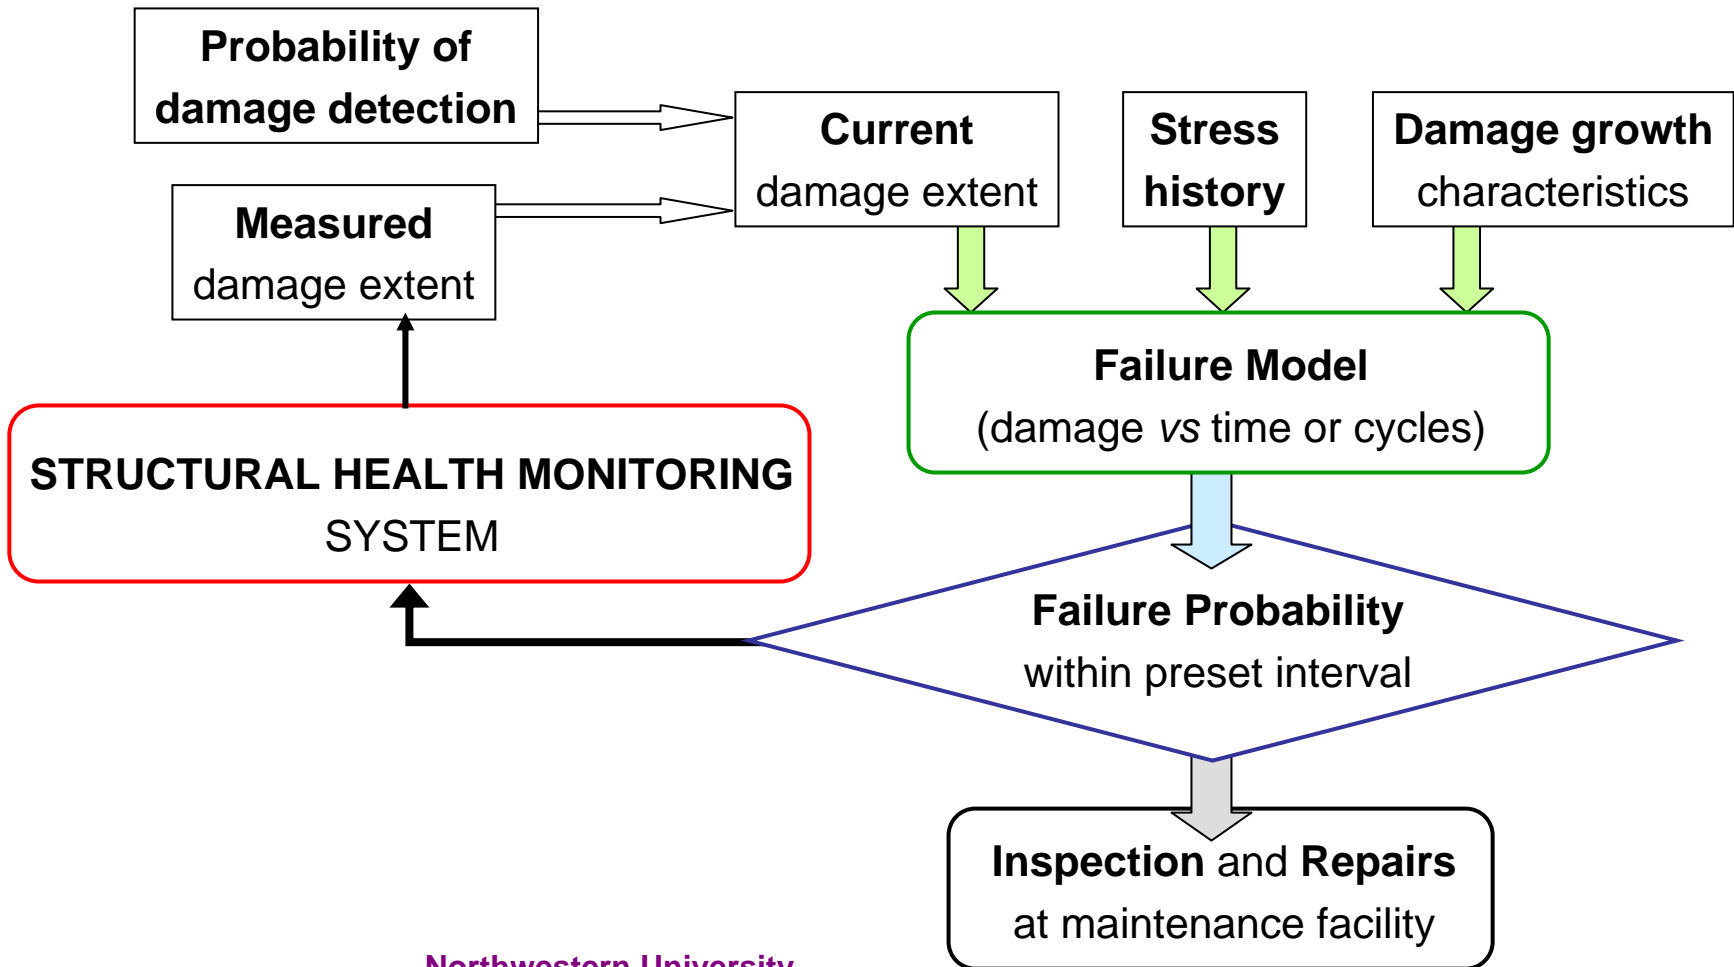 Probability of
damage detection
Current
damage extent
Stress
history
Damage growth
characteristics
Measured
damage extent
Failure Model
(damage vs time or cycles)
STRUCTURAL HEALTH MONITORING
SYSTEM
Failure Probability
within preset interval
Inspection and Repairs
at maintenance facility
Northwestern University